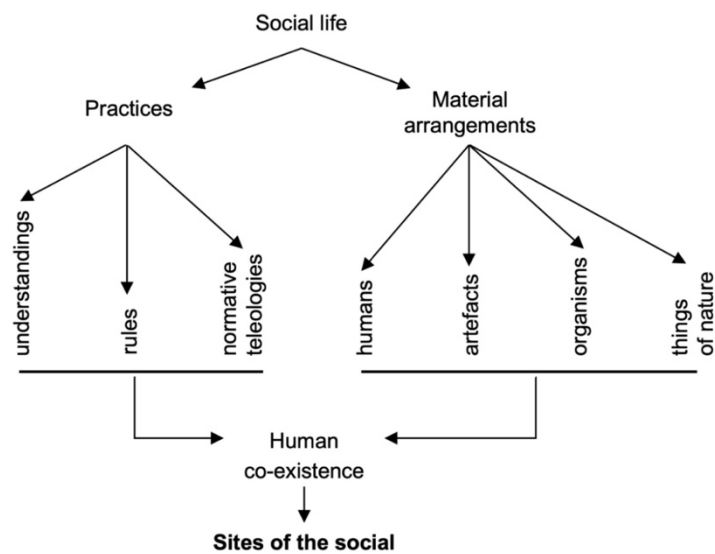 Social life
Practices
Material
arrangements
understandings
rules
normative
teleologies
humans
artefacts
organisms
things
of nature
Human
co-existence
Sites of the social